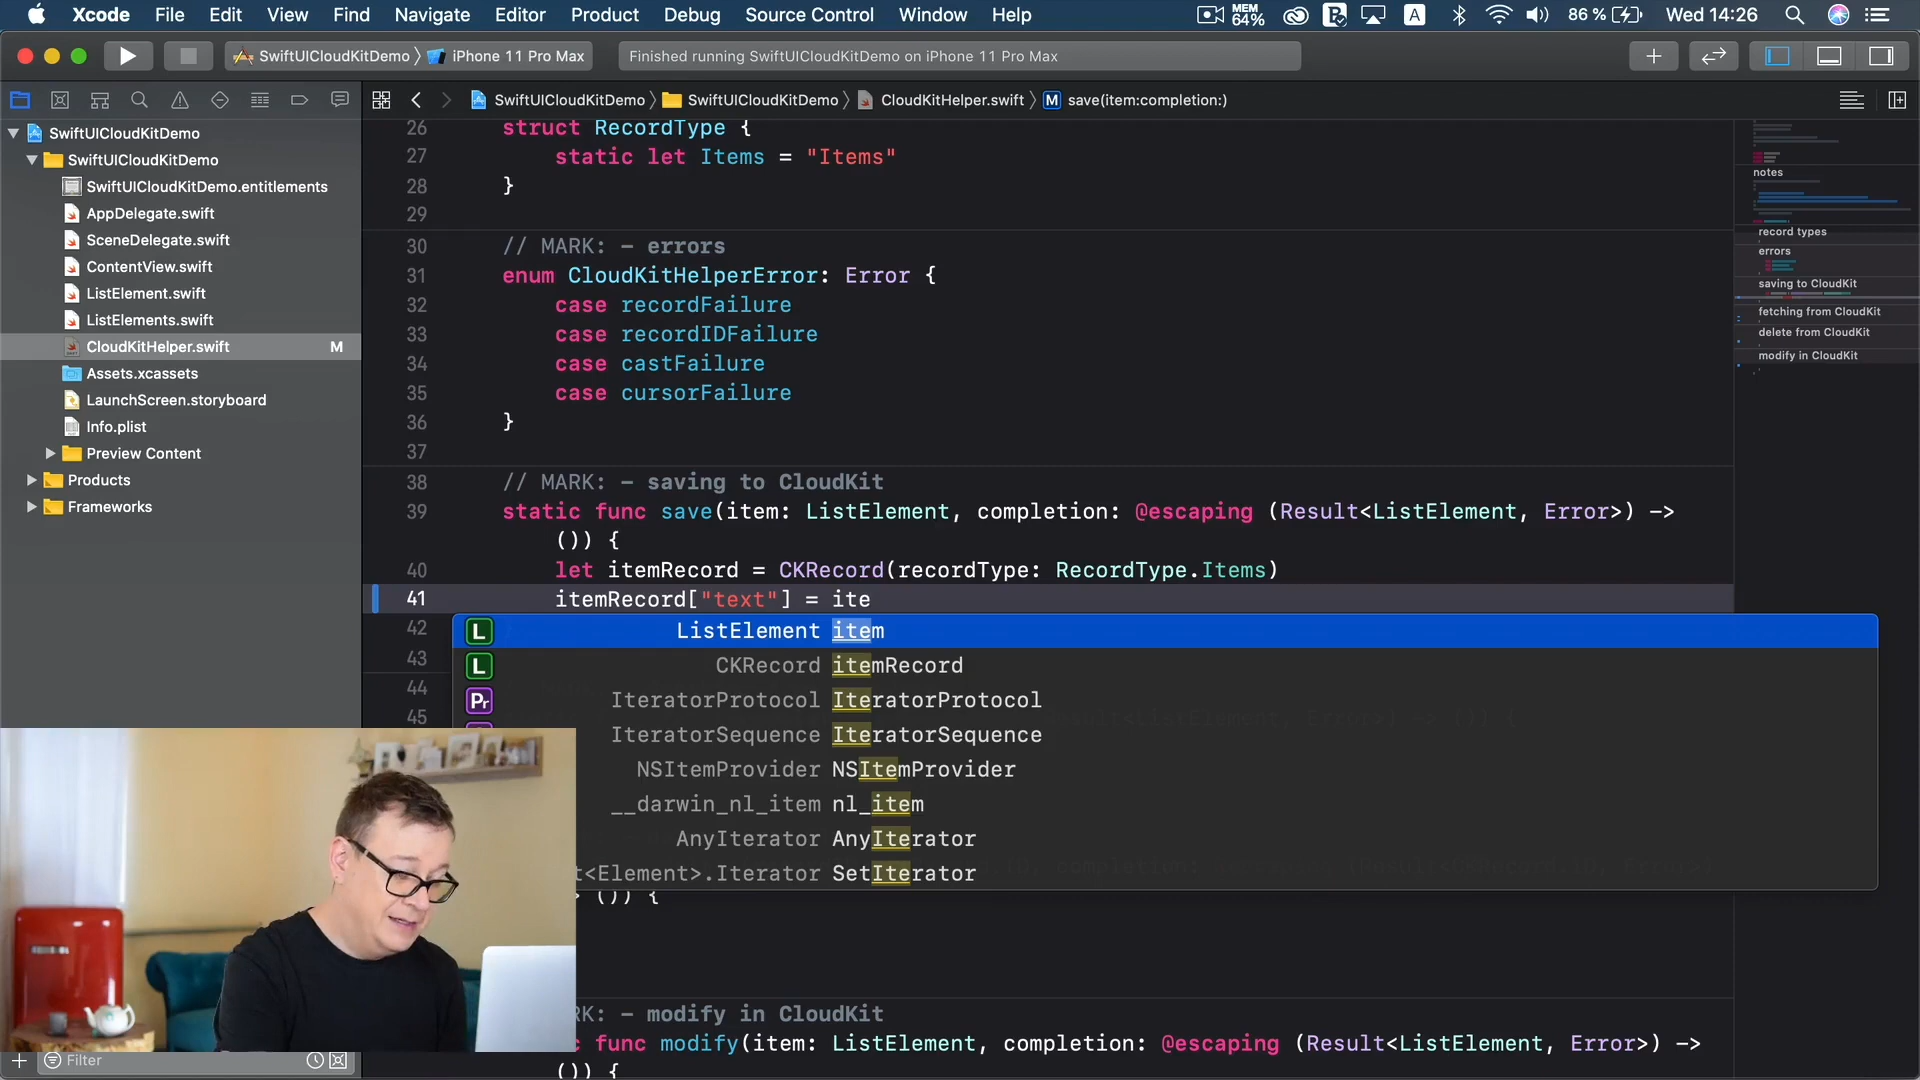 Xcode File Edit View Find Navigate Editor Product Debug Source Control Window Help MEM 64% A 86 % Wed 14:26
SwiftUICloudKitDemo iPhone 11 Pro Max Finished running SwiftUICloudKitDemo on iPhone 11 Pro Max
SwiftUICloudKitDemo SwiftUICloudKitDemo CloudKitHelper.swift M save(item:completion:)
SwiftUICloudKitDemo
SwiftUICloudKitDemo
SwiftUICloudKitDemo.entitlements
AppDelegate.swift
SceneDelegate.swift
ContentView.swift
ListElement.swift
ListElements.swift
CloudKitHelper.swift M
Assets.xcassets
LaunchScreen.storyboard
Info.plist
Preview Content
Products
Frameworks
Filter
26 struct RecordType {
27 static let Items = "Items"
28 }
29
30 // MARK: - errors
31 enum CloudKitHelperError: Error {
32 case recordFailure
33 case recordIDFailure
34 case castFailure
35 case cursorFailure
36 }
37
38 // MARK: - saving to CloudKit
39 static func save(item: ListElement, completion: @escaping (Result<ListElement, Error>) ->
()) {
40 let itemRecord = CKRecord(recordType: RecordType.Items)
41 itemRecord["text"] = ite
42
43
44
45
L ListElement item
L CKRecord itemRecord
Pr IteratorProtocol IteratorProtocol
IteratorSequence IteratorSequence
NSItemProvider NSItemProvider
__darwin_nl_item nl_item
AnyIterator AnyIterator
t<Element>.Iterator SetIterator
()) {
RK: - modify in CloudKit
c func modify(item: ListElement, completion: @escaping (Result<ListElement, Error>) ->
()) {
notes
record types
errors
saving to CloudKit
fetching from CloudKit
delete from CloudKit
modify in CloudKit